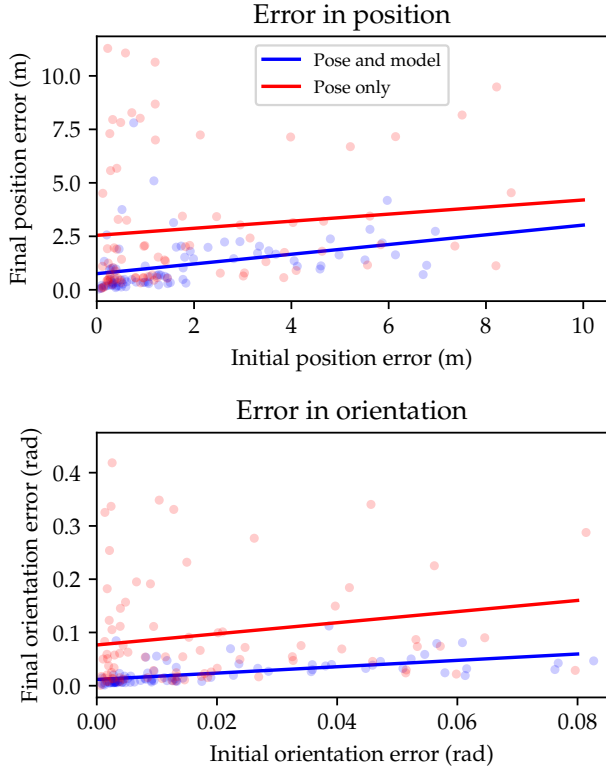 Error in position
Final position error (m)
10.0
7.5
5.0
2.5
0.0
Pose and model
Pose only
0 2 4 6 8 10
Initial position error (m)
Error in orientation
Final orientation error (rad)
0.4
0.3
0.2
0.1
0.0
0.00 0.02 0.04 0.06 0.08
Initial orientation error (rad)